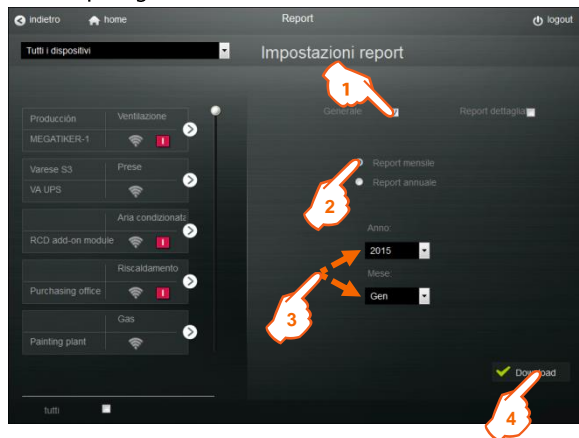 indietro
home
Report
logout
Tutti i dispositivi
Impostazioni report
1
Generale
Report dettaglia
Producción
Ventilazione
MEGATIKER-1
I
Varese S3
Prese
VA UPS
Aria condizionata
RCD add-on module
I
Riscaldamento
Purchasing office
I
Gas
Painting plant
Report mensile
Report annuale
2
Anno:
2015
Mese:
Gen
3
Download
4
tutti